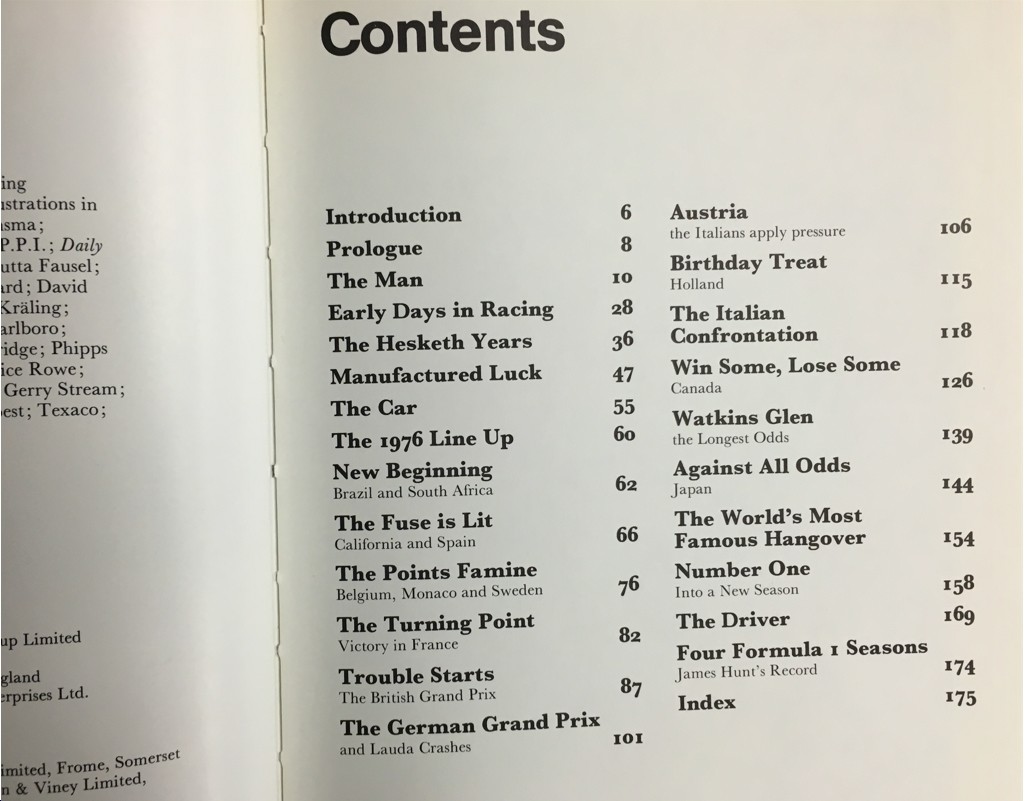 ing
strations in
sma;
P.P.I.; Daily
utta Fausel;
ard; David
Kräling;
arlboro;
idge; Phipps
ice Rowe;
Gerry Stream;
est; Texaco;
up Limited
gland
erprises Ltd.
imited, Frome, Somerset
n & Viney Limited,
Contents
Introduction 6
Prologue 8
The Man 10
Early Days in Racing 28
The Hesketh Years 36
Manufactured Luck 47
The Car 55
The 1976 Line Up 60
New Beginning
Brazil and South Africa 62
The Fuse is Lit
California and Spain 66
The Points Famine
Belgium, Monaco and Sweden 76
The Turning Point
Victory in France 82
Trouble Starts
The British Grand Prix 87
The German Grand Prix
and Lauda Crashes 101
Austria
the Italians apply pressure 106
Birthday Treat
Holland 115
The Italian
Confrontation 118
Win Some, Lose Some
Canada 126
Watkins Glen
the Longest Odds 139
Against All Odds
Japan 144
The World's Most
Famous Hangover 154
Number One
Into a New Season 158
The Driver 169
Four Formula 1 Seasons
James Hunt's Record 174
Index 175